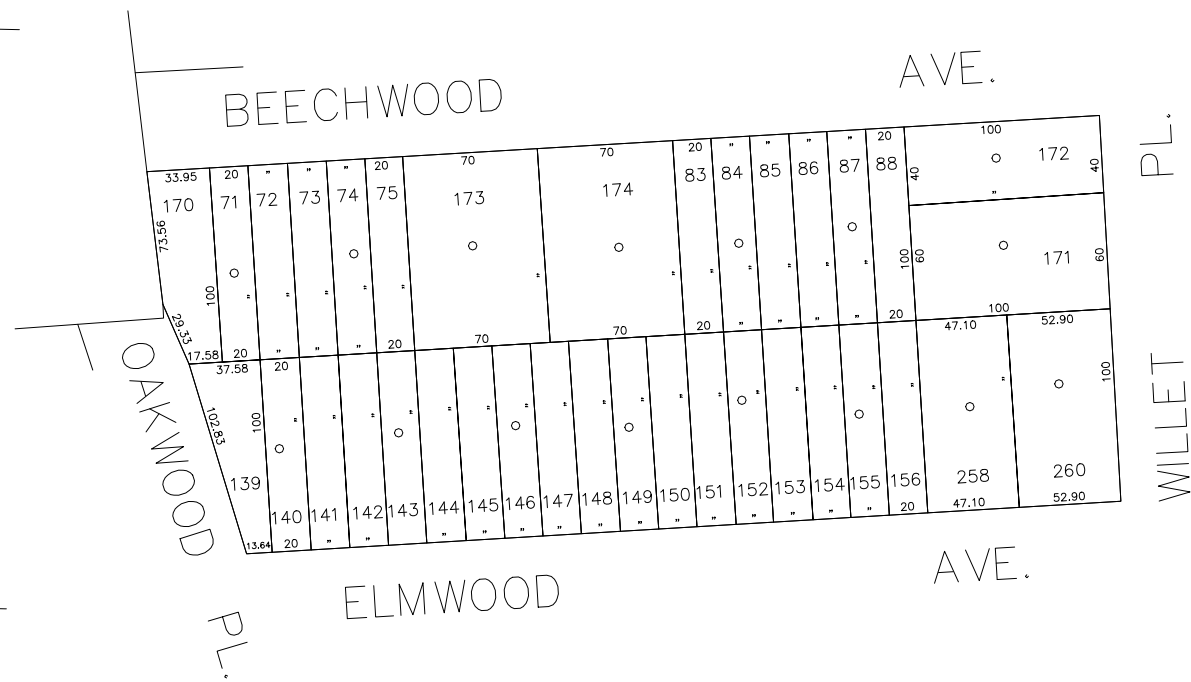 BEECHWOOD AVE.
33.95 20 " " " 20 70 70 20 " " " " 20 100
170 71 72 73 74 75 173 174 83 84 85 86 87 88 40 172 40
73.56 100 " " " " " " " " " " " 100 "
60 171 60
29.33
17.58 20 " " " 20 70 70 20 " " " " 20 100
37.58 20 47.10 52.90
102.83 100 " " " " " " " " " " " " " " " " " " 100
139 140 141 142 143 144 145 146 147 148 149 150 151 152 153 154 155 156 258 260
13.64 20 " " " " " " " " " " " " " " " 20 47.10 52.90
ELMWOOD AVE.
OAKWOOD PL.
WILLET PL.